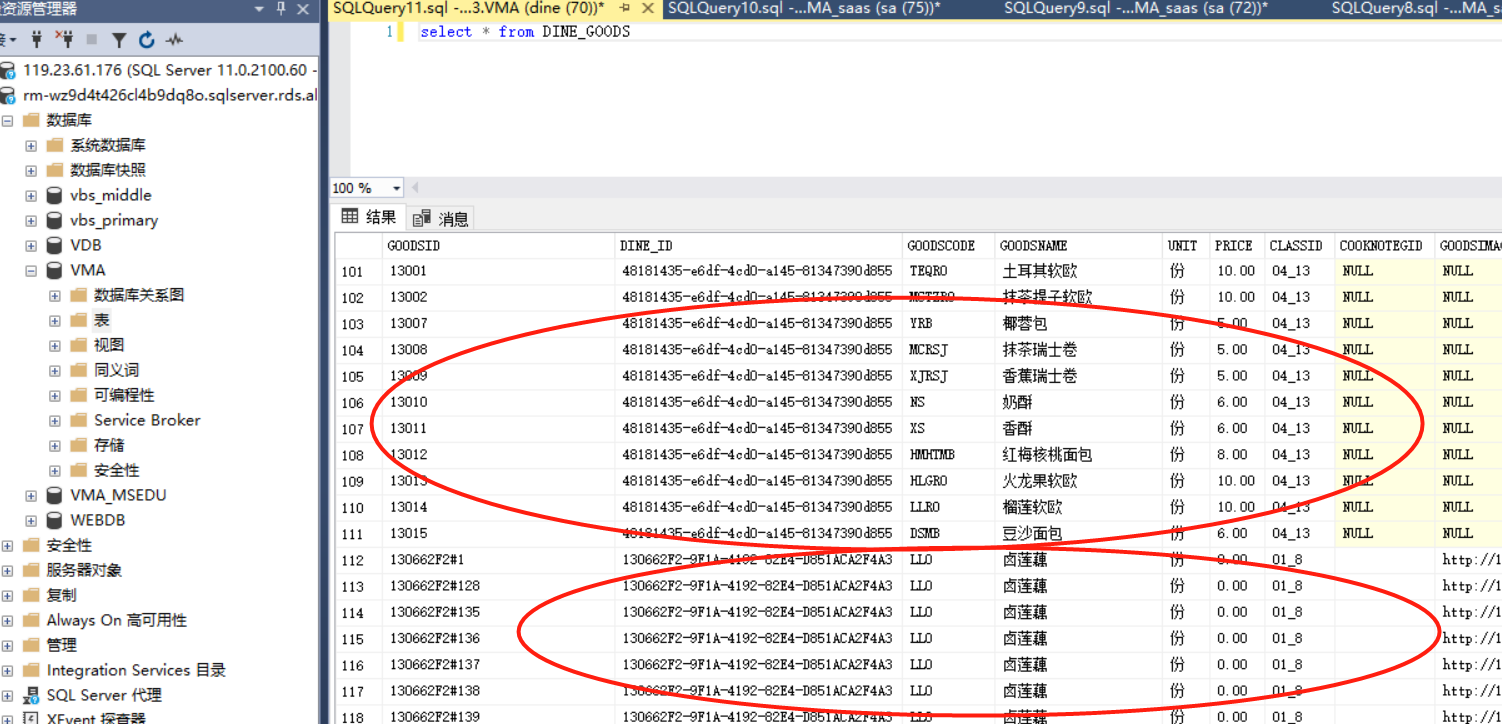 资源管理器
SQLQuery11.sql -...3.VMA (dine (70))* SQLQuery10.sql -...MA_saas (sa (75))* SQLQuery9.sql -...MA_saas (sa (72))* SQLQuery8.sql -...MA_s
接
1 select * from DINE_GOODS
119.23.61.176 (SQL Server 11.0.2100.60 -
rm-wz9d4t426cl4b9dq8o.sqlserver.rds.al
数据库
系统数据库
数据库快照
vbs_middle
vbs_primary
VDB
VMA
数据库关系图
表
视图
同义词
可编程性
Service Broker
存储
安全性
VMA_MSEDU
WEBDB
安全性
服务器对象
复制
Always On 高可用性
管理
Integration Services 目录
SQL Server 代理
XEvent 探查器
100 %
结果 消息
GOODSID DINE_ID GOODSCODE GOODSNAME UNIT PRICE CLASSID COOKNOTEGID GOODSIMAG
101 13001 48181435-e6df-4cd0-a145-81347390d855 TEQRO 土耳其软欧 份 10.00 04_13 NULL NULL
102 13002 48181435-e6df-4cd0-a145-81347390d855 MCTZRO 抹茶提子软欧 份 10.00 04_13 NULL NULL
103 13007 48181435-e6df-4cd0-a145-81347390d855 YRB 椰蓉包 份 5.00 04_13 NULL NULL
104 13008 48181435-e6df-4cd0-a145-81347390d855 MCRSJ 抹茶瑞士卷 份 5.00 04_13 NULL NULL
105 13009 48181435-e6df-4cd0-a145-81347390d855 XJRSJ 香蕉瑞士卷 份 5.00 04_13 NULL NULL
106 13010 48181435-e6df-4cd0-a145-81347390d855 NS 奶酥 份 6.00 04_13 NULL NULL
107 13011 48181435-e6df-4cd0-a145-81347390d855 XS 香酥 份 6.00 04_13 NULL NULL
108 13012 48181435-e6df-4cd0-a145-81347390d855 HMHTMB 红梅核桃面包 份 8.00 04_13 NULL NULL
109 13013 48181435-e6df-4cd0-a145-81347390d855 HLGRO 火龙果软欧 份 10.00 04_13 NULL NULL
110 13014 48181435-e6df-4cd0-a145-81347390d855 LLRO 榴莲软欧 份 10.00 04_13 NULL NULL
111 13015 48181435-e6df-4cd0-a145-81347390d855 DSMB 豆沙面包 份 6.00 04_13 NULL NULL
112 130662F2#1 130662F2-9F1A-4192-82E4-D851ACA2F4A3 LLO 卤莲藕 份 0.00 01_8 http://1
113 130662F2#128 130662F2-9F1A-4192-82E4-D851ACA2F4A3 LLO 卤莲藕 份 0.00 01_8 http://1
114 130662F2#135 130662F2-9F1A-4192-82E4-D851ACA2F4A3 LLO 卤莲藕 份 0.00 01_8 http://1
115 130662F2#136 130662F2-9F1A-4192-82E4-D851ACA2F4A3 LLO 卤莲藕 份 0.00 01_8 http://1
116 130662F2#137 130662F2-9F1A-4192-82E4-D851ACA2F4A3 LLO 卤莲藕 份 0.00 01_8 http://1
117 130662F2#138 130662F2-9F1A-4192-82E4-D851ACA2F4A3 LLO 卤莲藕 份 0.00 01_8 http://1
118 130662F2#139 130662F2-9F1A-4192-82E4-D851ACA2F4A3 LLO 卤莲藕 份 0.00 01_8 http://1